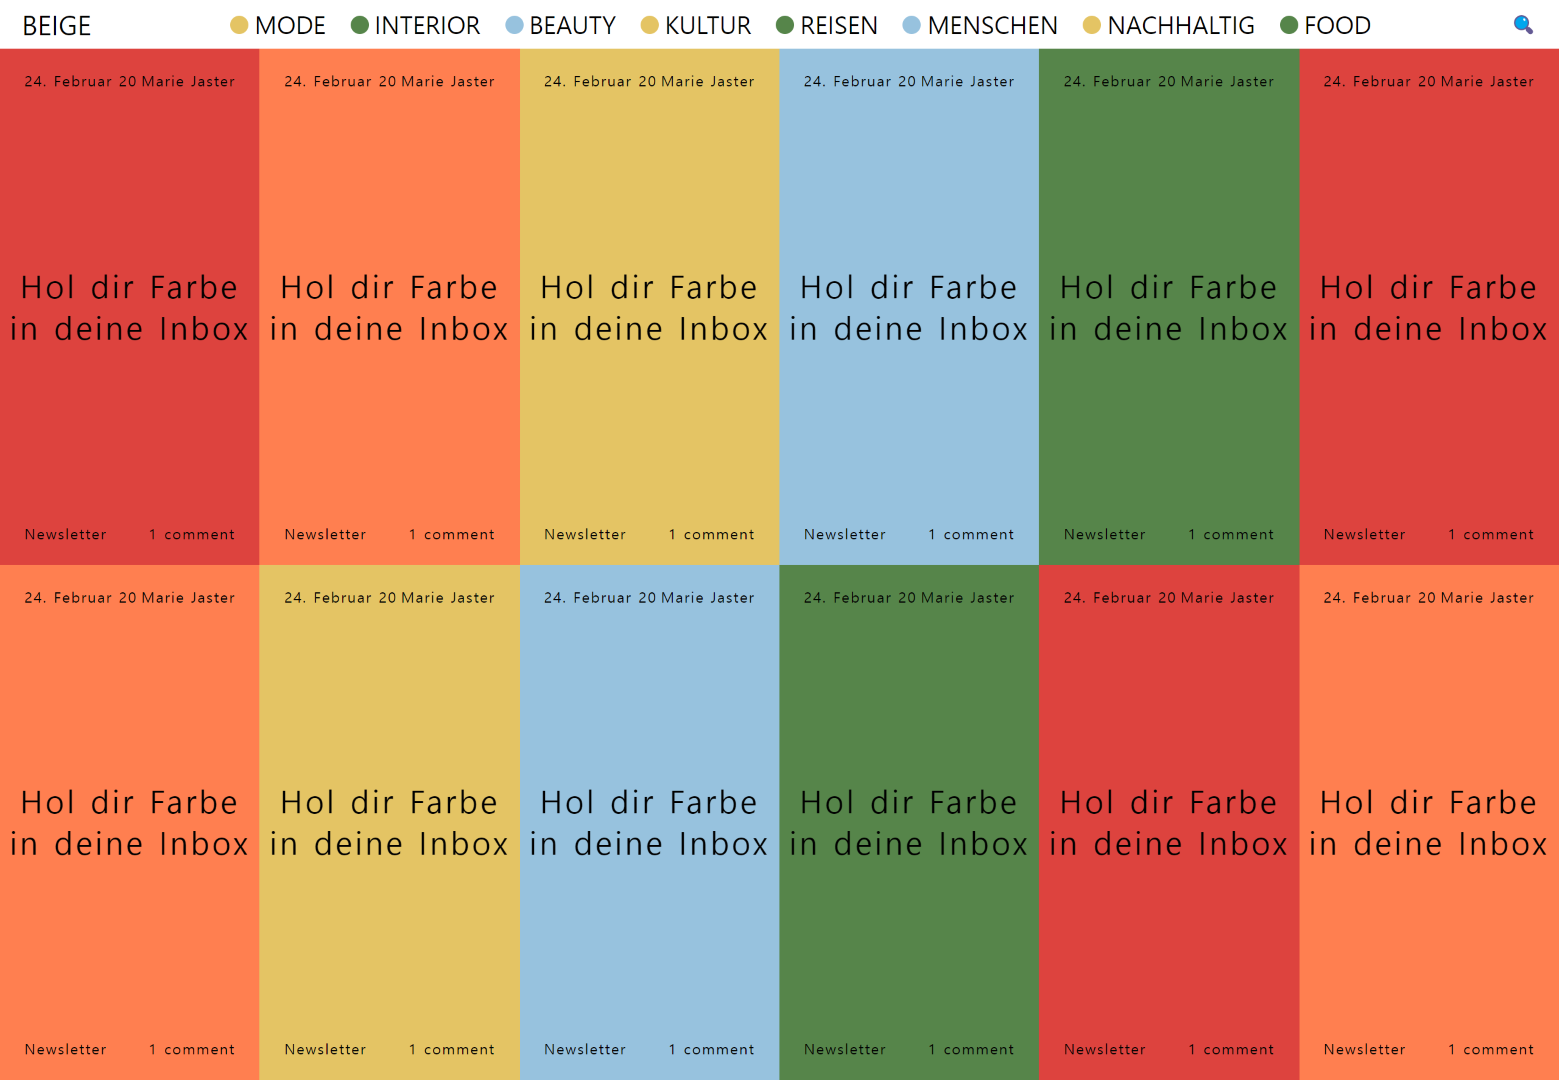 BEIGE MODE INTERIOR BEAUTY KULTUR REISEN MENSCHEN NACHHALTIG FOOD
24. Februar 20 Marie Jaster
Hol dir Farbe
in deine Inbox
Newsletter 1 comment
24. Februar 20 Marie Jaster
Hol dir Farbe
in deine Inbox
Newsletter 1 comment
24. Februar 20 Marie Jaster
Hol dir Farbe
in deine Inbox
Newsletter 1 comment
24. Februar 20 Marie Jaster
Hol dir Farbe
in deine Inbox
Newsletter 1 comment
24. Februar 20 Marie Jaster
Hol dir Farbe
in deine Inbox
Newsletter 1 comment
24. Februar 20 Marie Jaster
Hol dir Farbe
in deine Inbox
Newsletter 1 comment
24. Februar 20 Marie Jaster
Hol dir Farbe
in deine Inbox
Newsletter 1 comment
24. Februar 20 Marie Jaster
Hol dir Farbe
in deine Inbox
Newsletter 1 comment
24. Februar 20 Marie Jaster
Hol dir Farbe
in deine Inbox
Newsletter 1 comment
24. Februar 20 Marie Jaster
Hol dir Farbe
in deine Inbox
Newsletter 1 comment
24. Februar 20 Marie Jaster
Hol dir Farbe
in deine Inbox
Newsletter 1 comment
24. Februar 20 Marie Jaster
Hol dir Farbe
in deine Inbox
Newsletter 1 comment